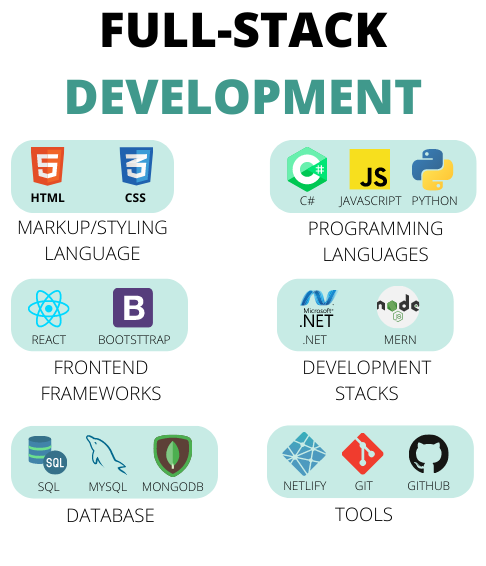 FULL-STACK
DEVELOPMENT
HTML CSS
MARKUP/STYLING
LANGUAGE
C# JS JAVASCRIPT PYTHON
PROGRAMMING
LANGUAGES
REACT B BOOTSTTRAP
FRONTEND
FRAMEWORKS
Microsoft®
.NET
node
JS
.NET MERN
DEVELOPMENT
STACKS
SQL
SQL MYSQL MONGODB
DATABASE
NETLIFY GIT GITHUB
TOOLS